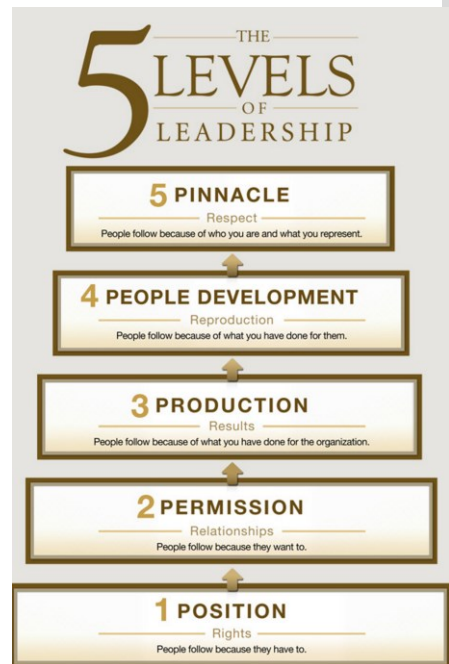 THE
5 LEVELS
OF
LEADERSHIP
5 PINNACLE
Respect
People follow because of who you are and what you represent.
4 PEOPLE DEVELOPMENT
Reproduction
People follow because of what you have done for them.
3 PRODUCTION
Results
People follow because of what you have done for the organization.
2 PERMISSION
Relationships
People follow because they want to.
1 POSITION
Rights
People follow because they have to.